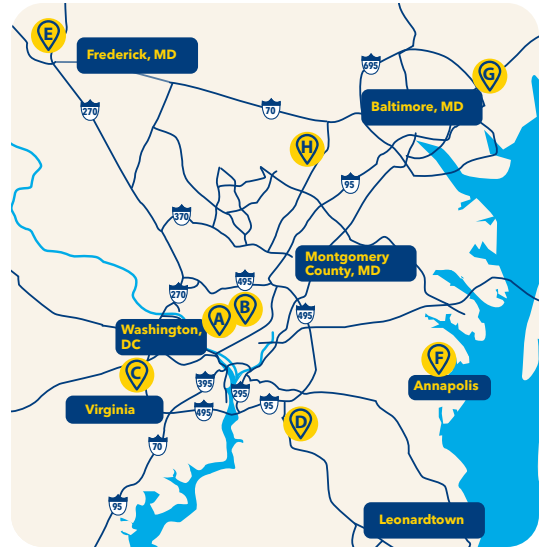 E
Frederick, MD
695
G
Baltimore, MD
270
70
H
95
370
Montgomery
County, MD
495
270
A
B
495
Washington,
DC
C
F
Annapolis
395
295
95
Virginia
495
D
70
95
Leonardtown